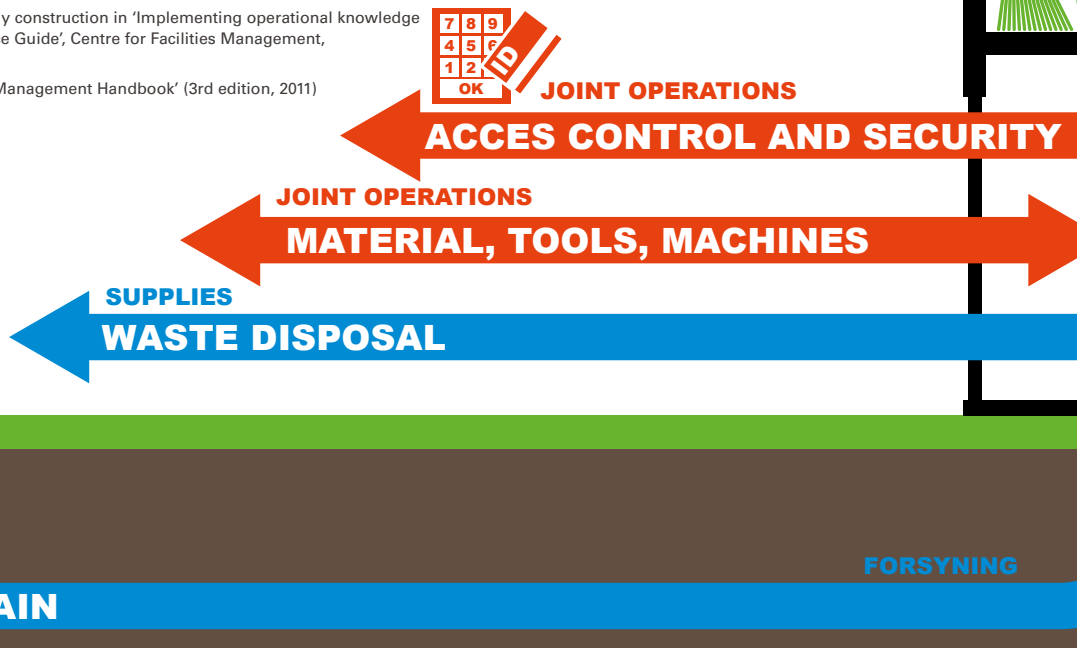 y construction in ‘Implementing operational knowledge
e Guide’, Centre for Facilities Management,
Management Handbook’ (3rd edition, 2011)
7 8 9
4 5 6
1 2
OK
ID
JOINT OPERATIONS
ACCES CONTROL AND SECURITY
JOINT OPERATIONS
MATERIAL, TOOLS, MACHINES
SUPPLIES
WASTE DISPOSAL
FORSYNING
AIN